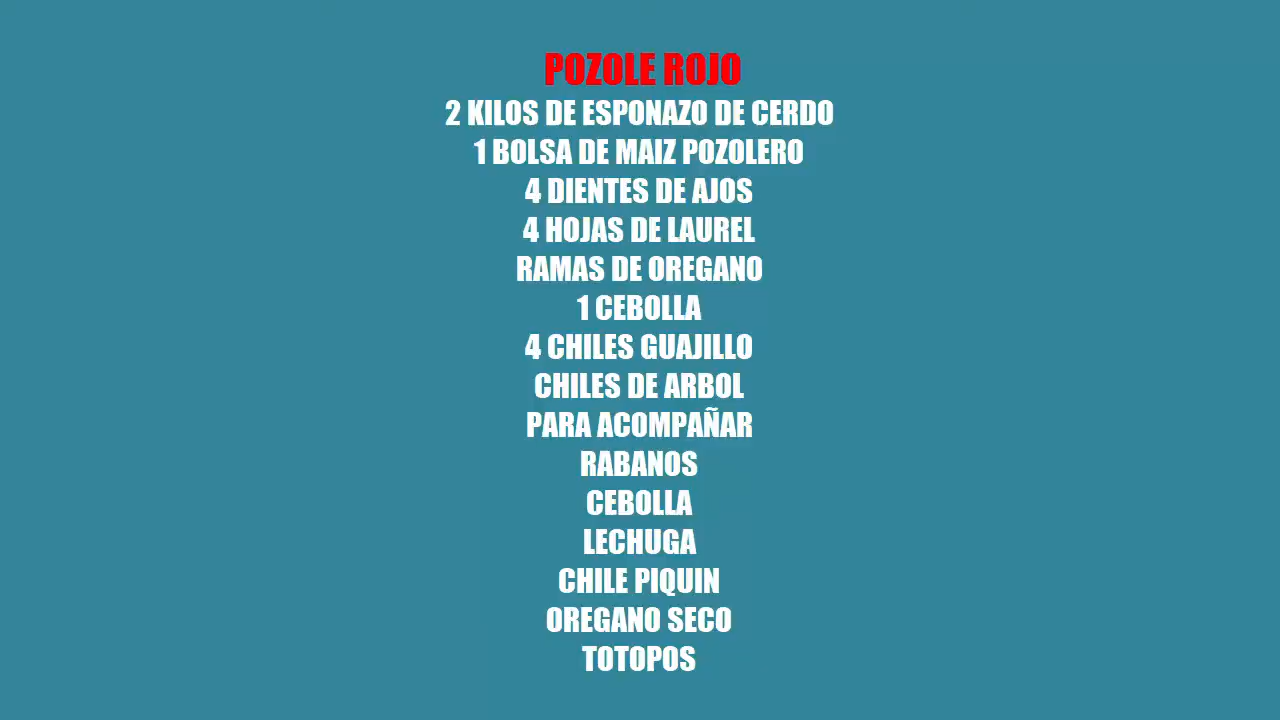 POZOLE ROJO
2 KILOS DE ESPONAZO DE CERDO
1 BOLSA DE MAIZ POZOLERO
4 DIENTES DE AJOS
4 HOJAS DE LAUREL
RAMAS DE OREGANO
1 CEBOLLA
4 CHILES GUAJILLO
CHILES DE ARBOL
PARA ACOMPAÑAR
RABANOS
CEBOLLA
LECHUGA
CHILE PIQUIN
OREGANO SECO
TOTOPOS